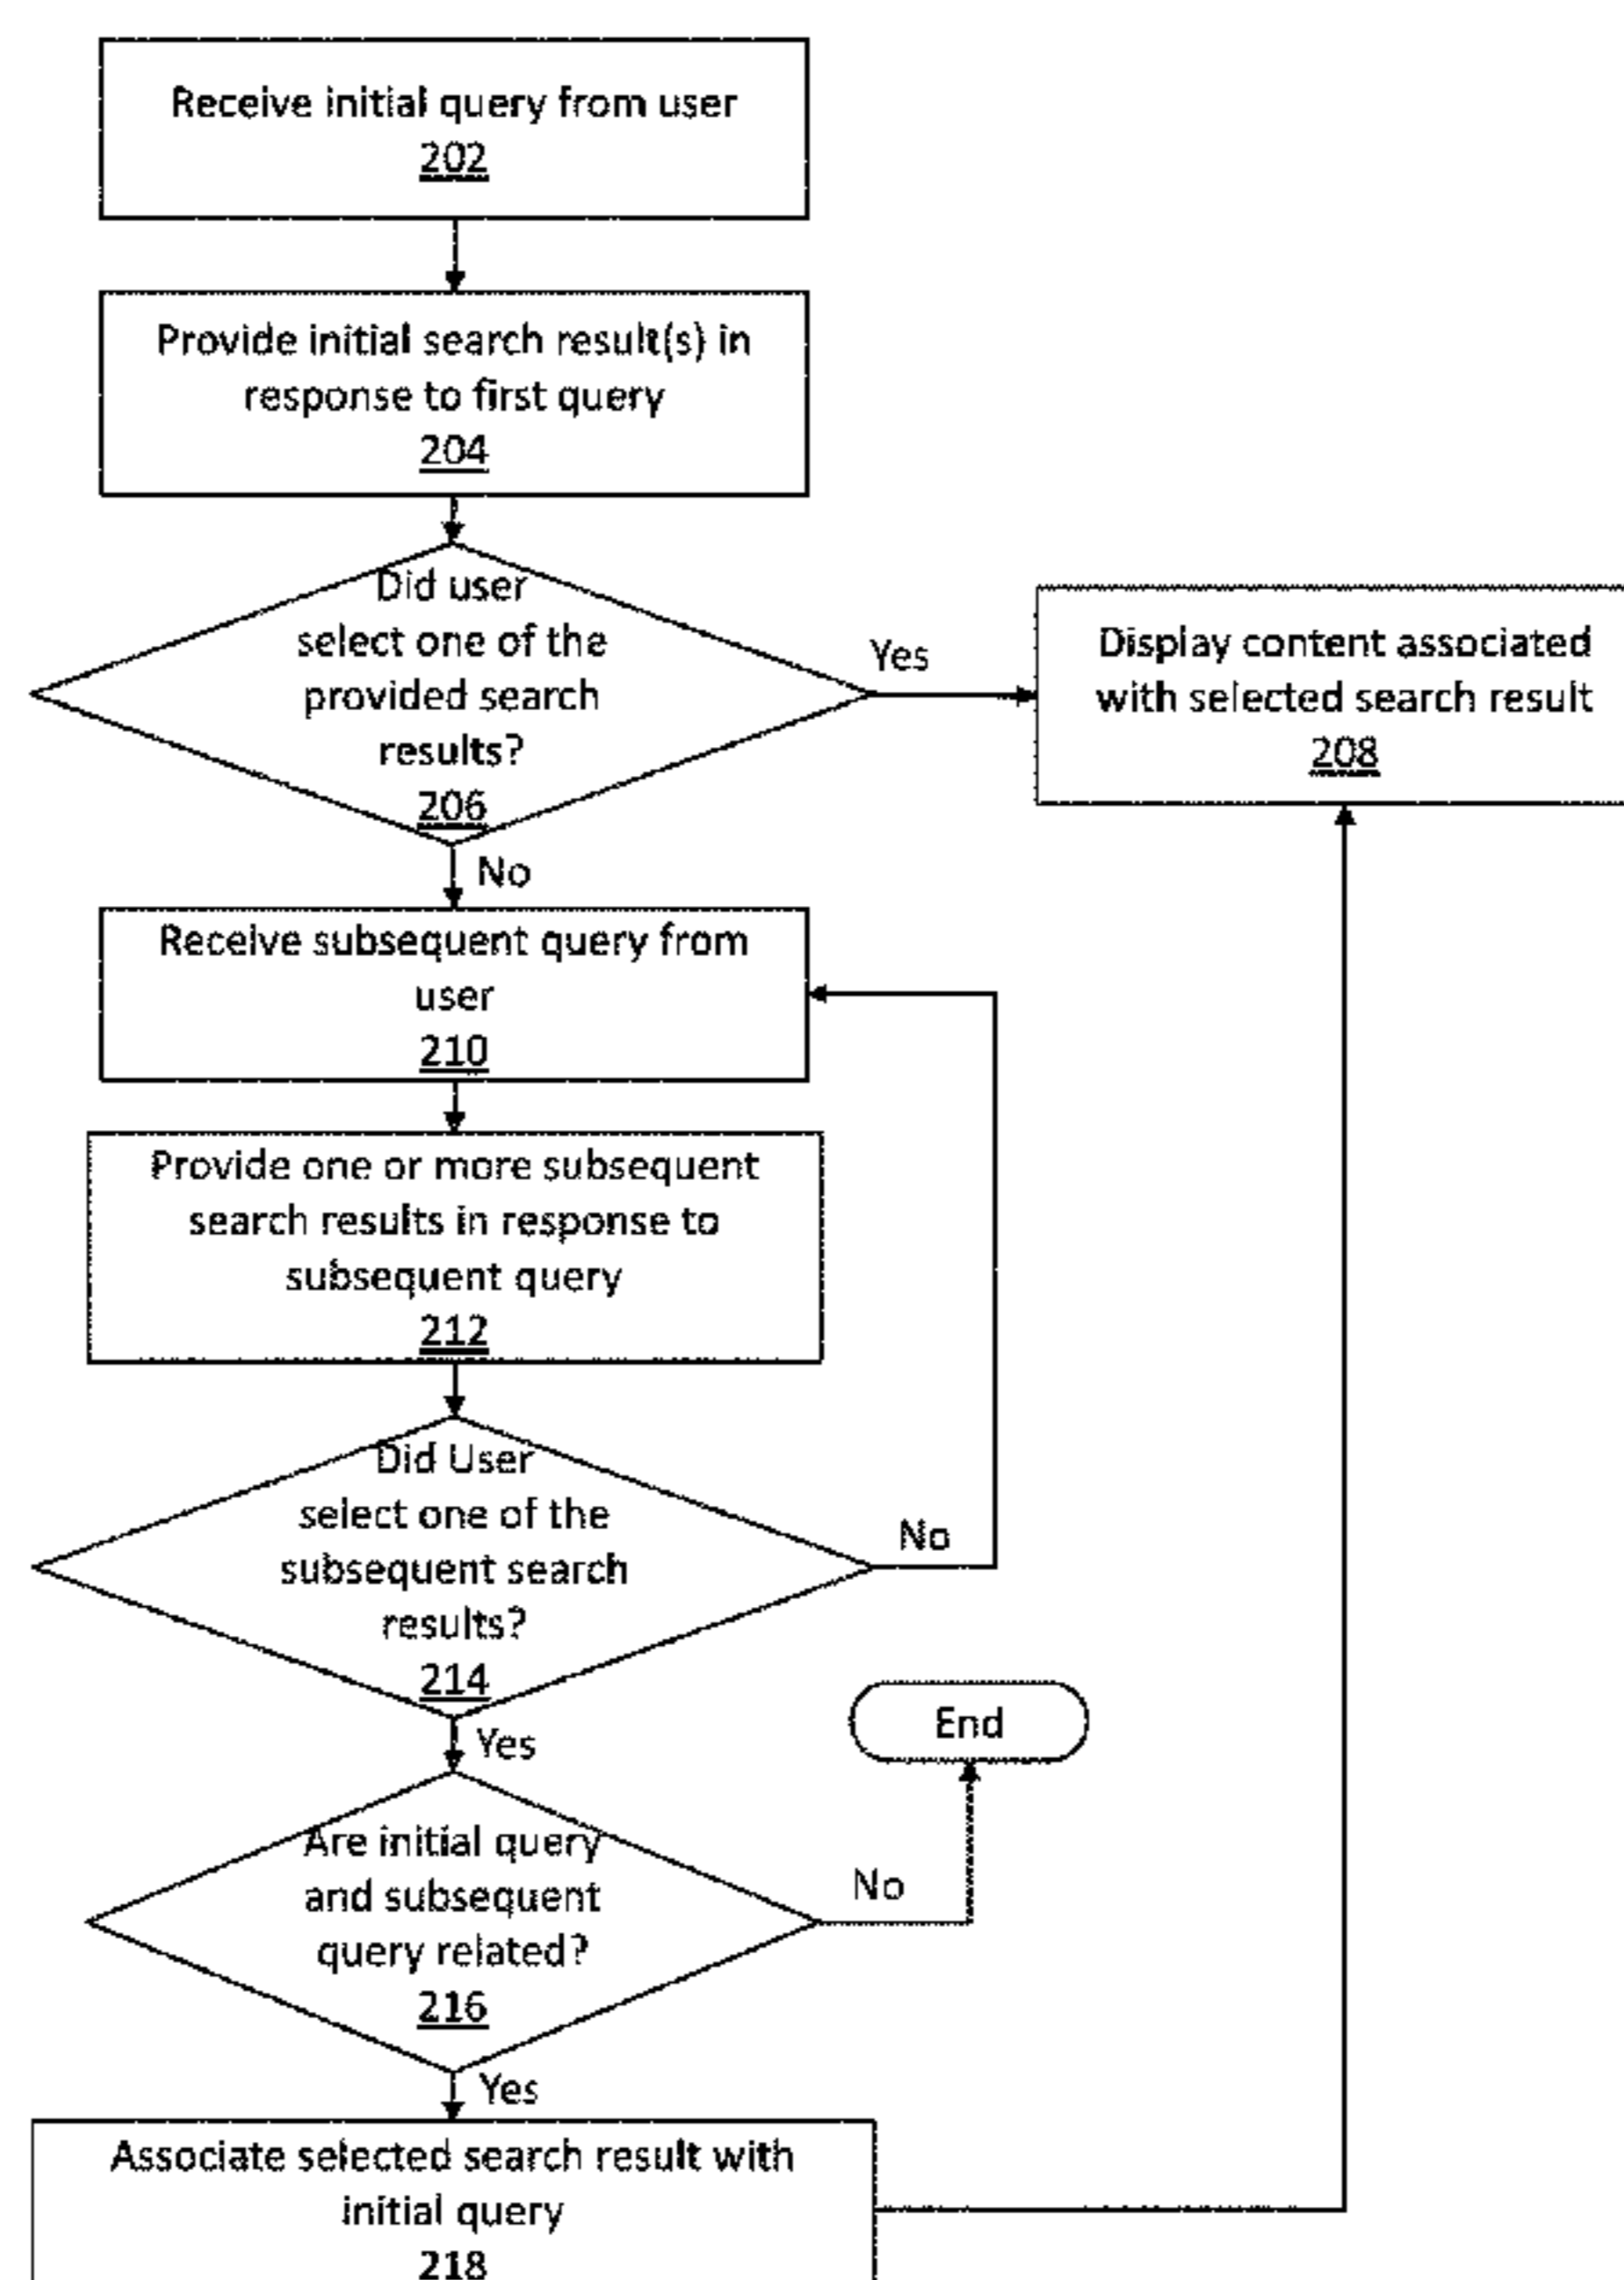 Receive initial query from user
202
Provide initial search result(s) in
response to first query
204
Did user
select one of the
provided search
results?
206
Yes
Display content associated
with selected search result
208
No
Receive subsequent query from
user
210
Provide one or more subsequent
search results in response to
subsequent query
212
Did User
select one of the
subsequent search
results?
214
No
Yes
End
Are initial query
and subsequent
query related?
216
No
Yes
Associate selected search result with
initial query
218